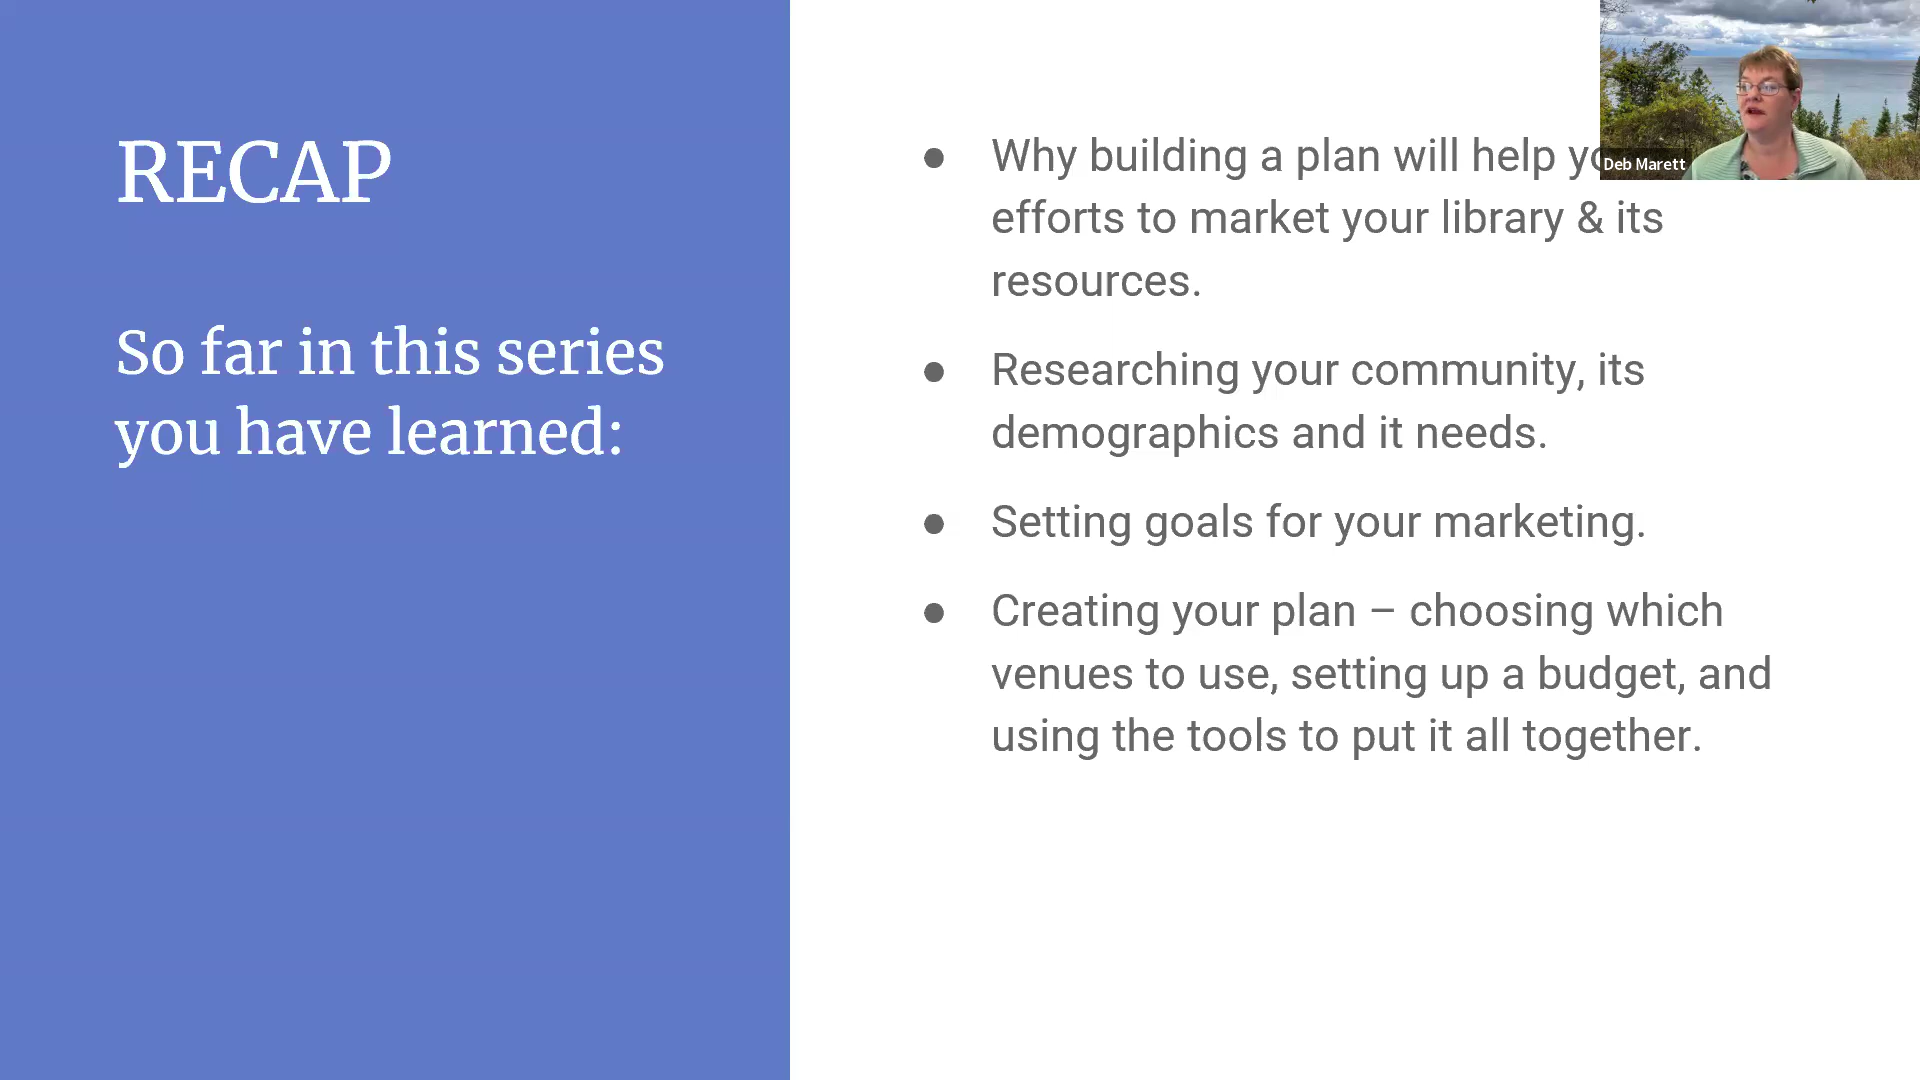 RECAP
So far in this series
you have learned:
● Why building a plan will help
efforts to market your library & its
resources.
● Researching your community, its
demographics and it needs.
● Setting goals for your marketing.
● Creating your plan – choosing which
venues to use, setting up a budget, and
using the tools to put it all together.
Deb Marett